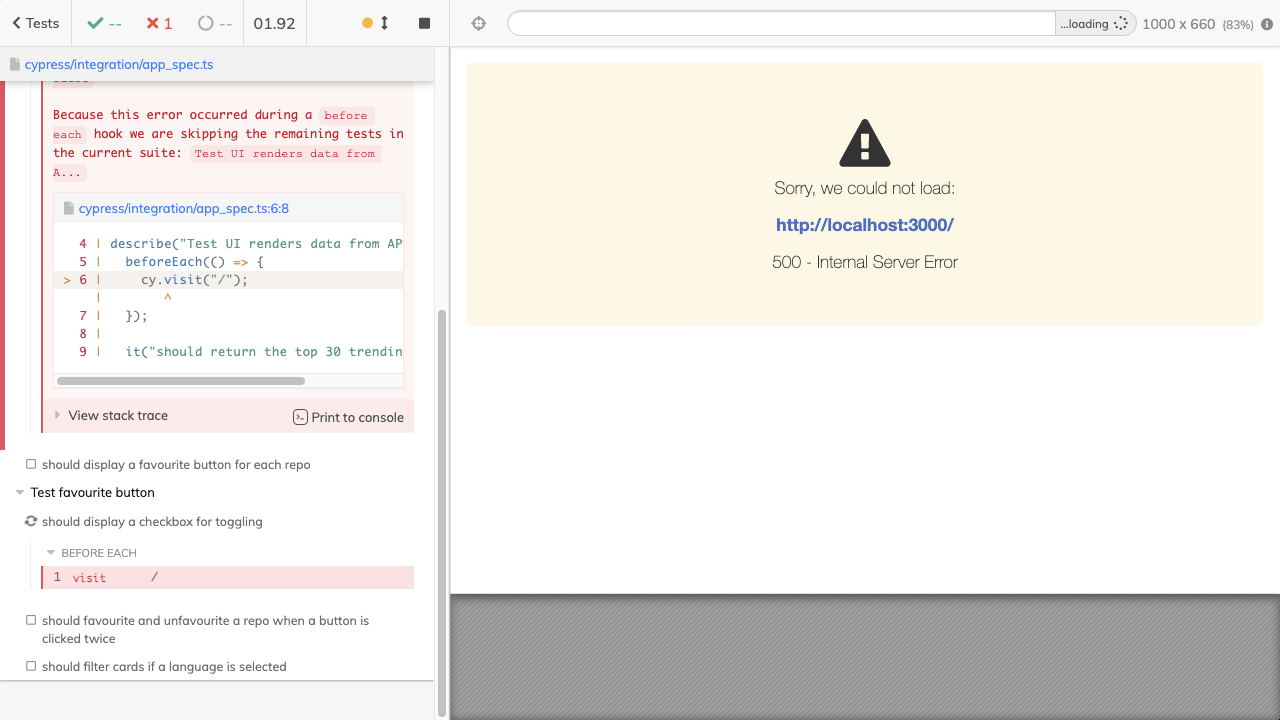 Tests
--
1
--
01.92
...loading
1000 x 660 (83%)
cypress/integration/app_spec.ts
Because this error occurred during a before
each hook we are skipping the remaining tests in
the current suite: Test UI renders data from
A...
cypress/integration/app_spec.ts:6:8
4 | describe("Test UI renders data from AP
5 |   beforeEach(() => {
> 6 |     cy.visit("/");
|        ^
7 |   });
8 |
9 |   it("should return the top 30 trendin
View stack trace
Print to console
should display a favourite button for each repo
Test favourite button
should display a checkbox for toggling
BEFORE EACH
1 visit /
should favourite and unfavourite a repo when a button is
clicked twice
should filter cards if a language is selected
Sorry, we could not load:
http://localhost:3000/
500 - Internal Server Error